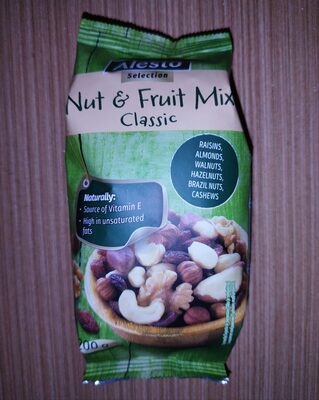 Alesto
Selection
Nut & Fruit Mix
Classic
RAISINS,
ALMONDS,
WALNUTS,
HAZELNUTS,
BRAZIL NUTS,
CASHEWS
Naturally:
• Source of Vitamin E
• High in unsaturated
fats
200 g